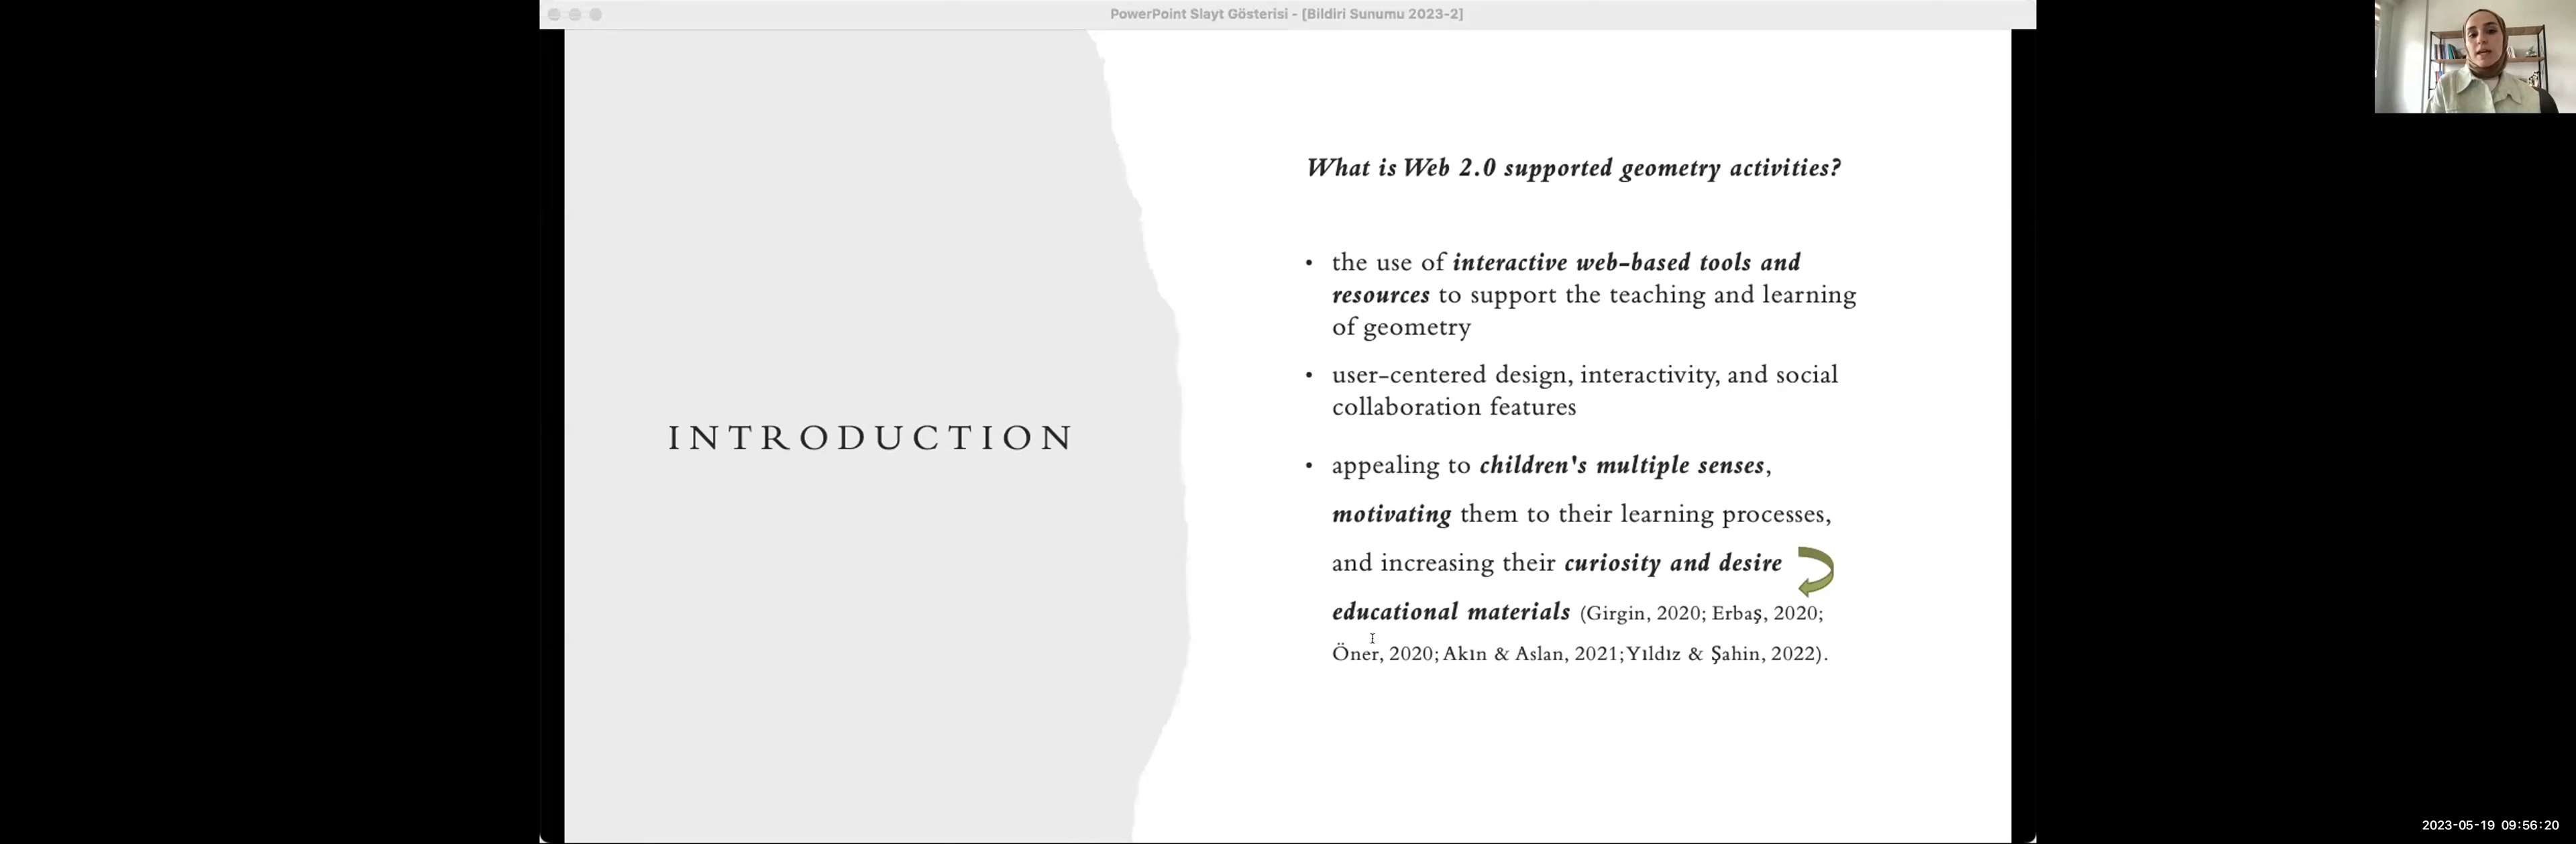 PowerPoint Slayt Gösterisi - [Bildiri Sunumu 2023-2]
INTRODUCTION
What is Web 2.0 supported geometry activities?
• the use of interactive web-based tools and
resources to support the teaching and learning
of geometry
• user-centered design, interactivity, and social
collaboration features
• appealing to children's multiple senses,
motivating them to their learning processes,
and increasing their curiosity and desire
educational materials (Girgin, 2020; Erbaş, 2020;
Öner, 2020; Akın & Aslan, 2021; Yıldız & Şahin, 2022).
2023-05-19 09:56:20